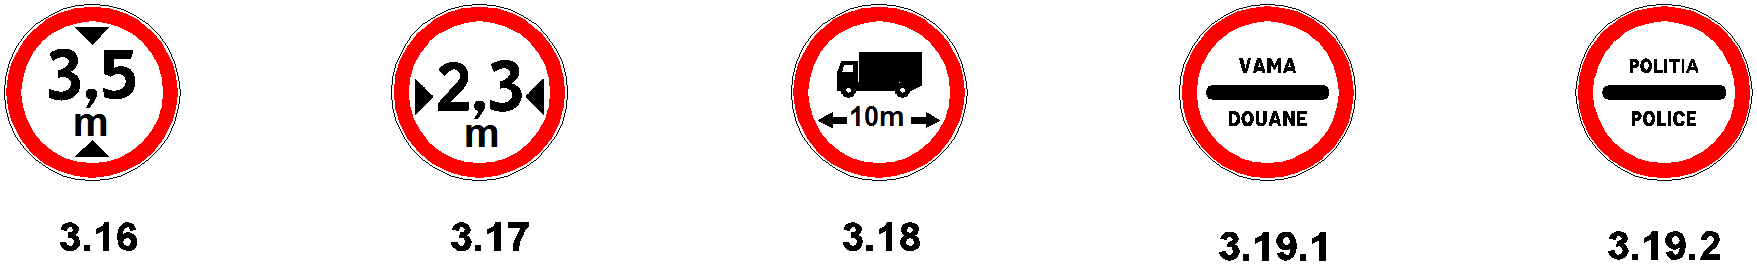 3,5
m
2,3
m
10m
VAMA
DOUANE
POLITIA
POLICE
3.16
3.17
3.18
3.19.1
3.19.2